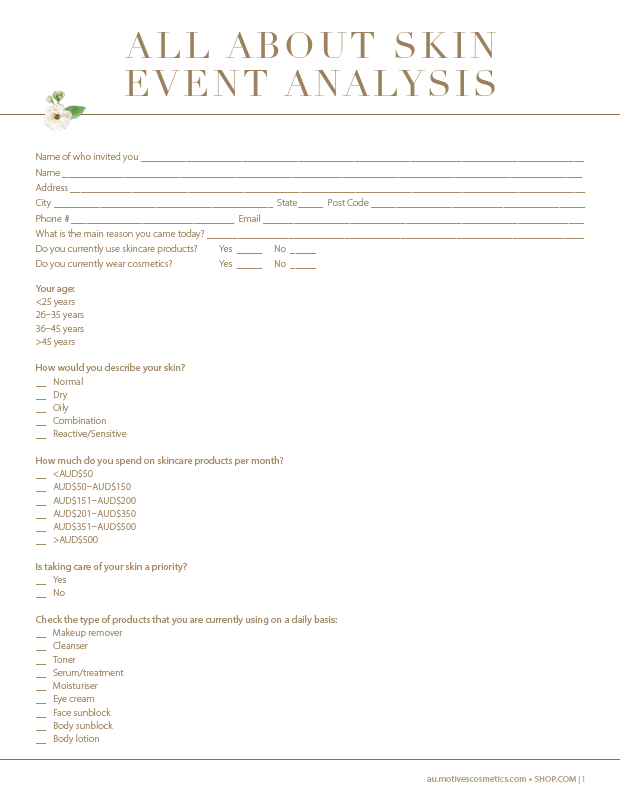 ALL ABOUT SKIN
EVENT ANALYSIS
Name of who invited you
Name
Address
City State Post Code
Phone # Email
What is the main reason you came today?
Do you currently use skincare products? Yes No
Do you currently wear cosmetics? Yes No
Your age:
<25 years
26–35 years
36–45 years
>45 years
How would you describe your skin?
Normal
Dry
Oily
Combination
Reactive/Sensitive
How much do you spend on skincare products per month?
<AUD$50
AUD$50–AUD$150
AUD$151–AUD$200
AUD$201–AUD$350
AUD$351–AUD$500
>AUD$500
Is taking care of your skin a priority?
Yes
No
Check the type of products that you are currently using on a daily basis:
Makeup remover
Cleanser
Toner
Serum/treatment
Moisturiser
Eye cream
Face sunblock
Body sunblock
Body lotion
au.motivescosmetics.com • SHOP.COM | 1